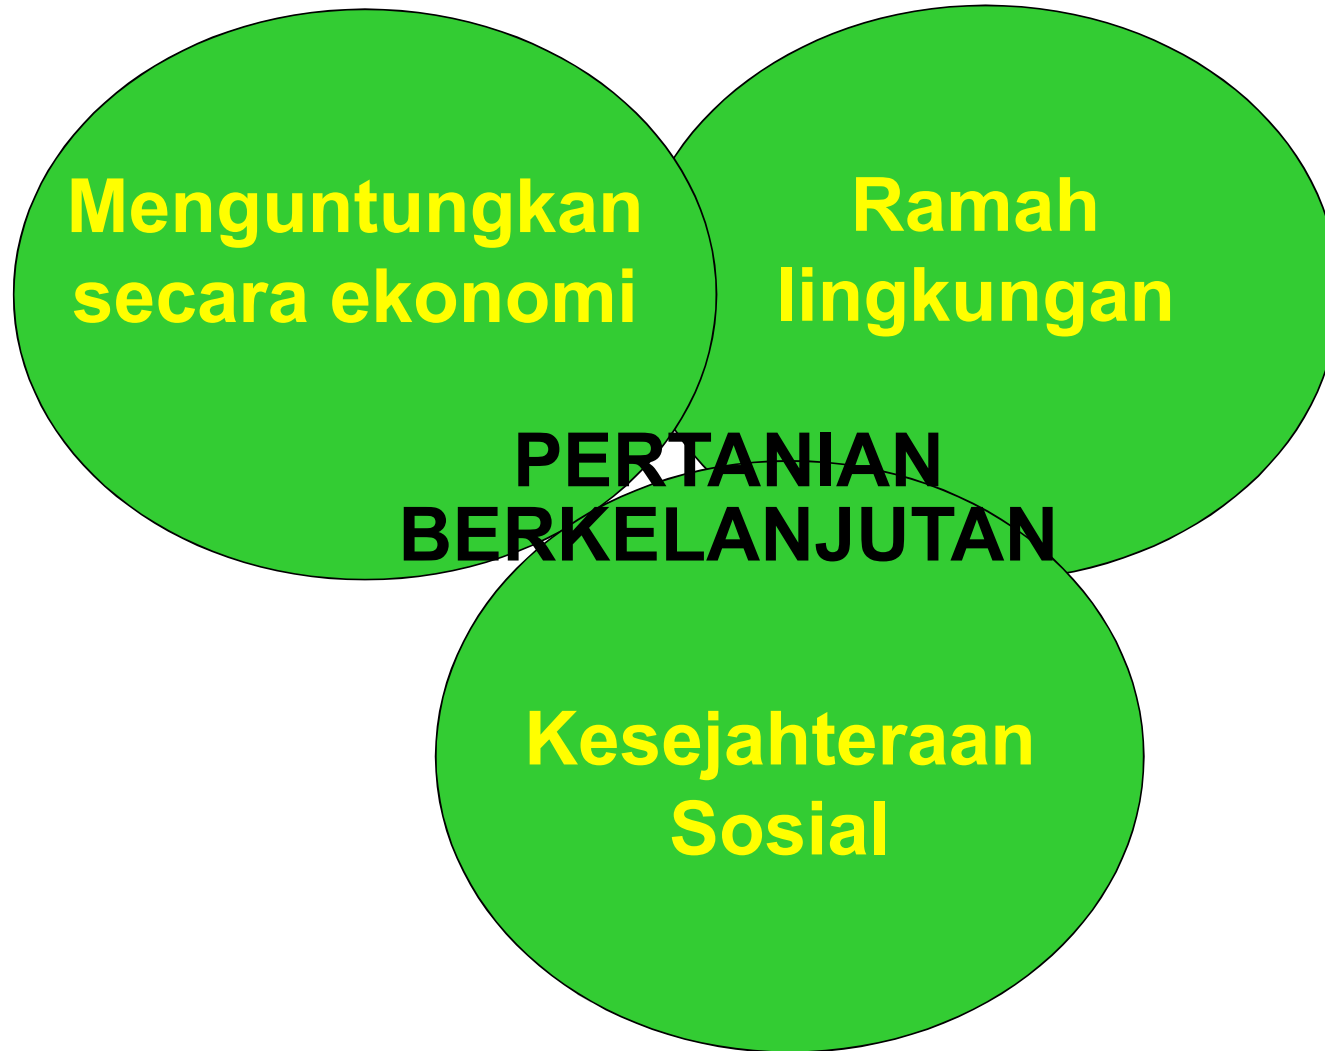 Menguntungkan
secara ekonomi
Ramah
lingkungan
PERTANIAN
BERKELANJUTAN
Kesejahteraan
Sosial